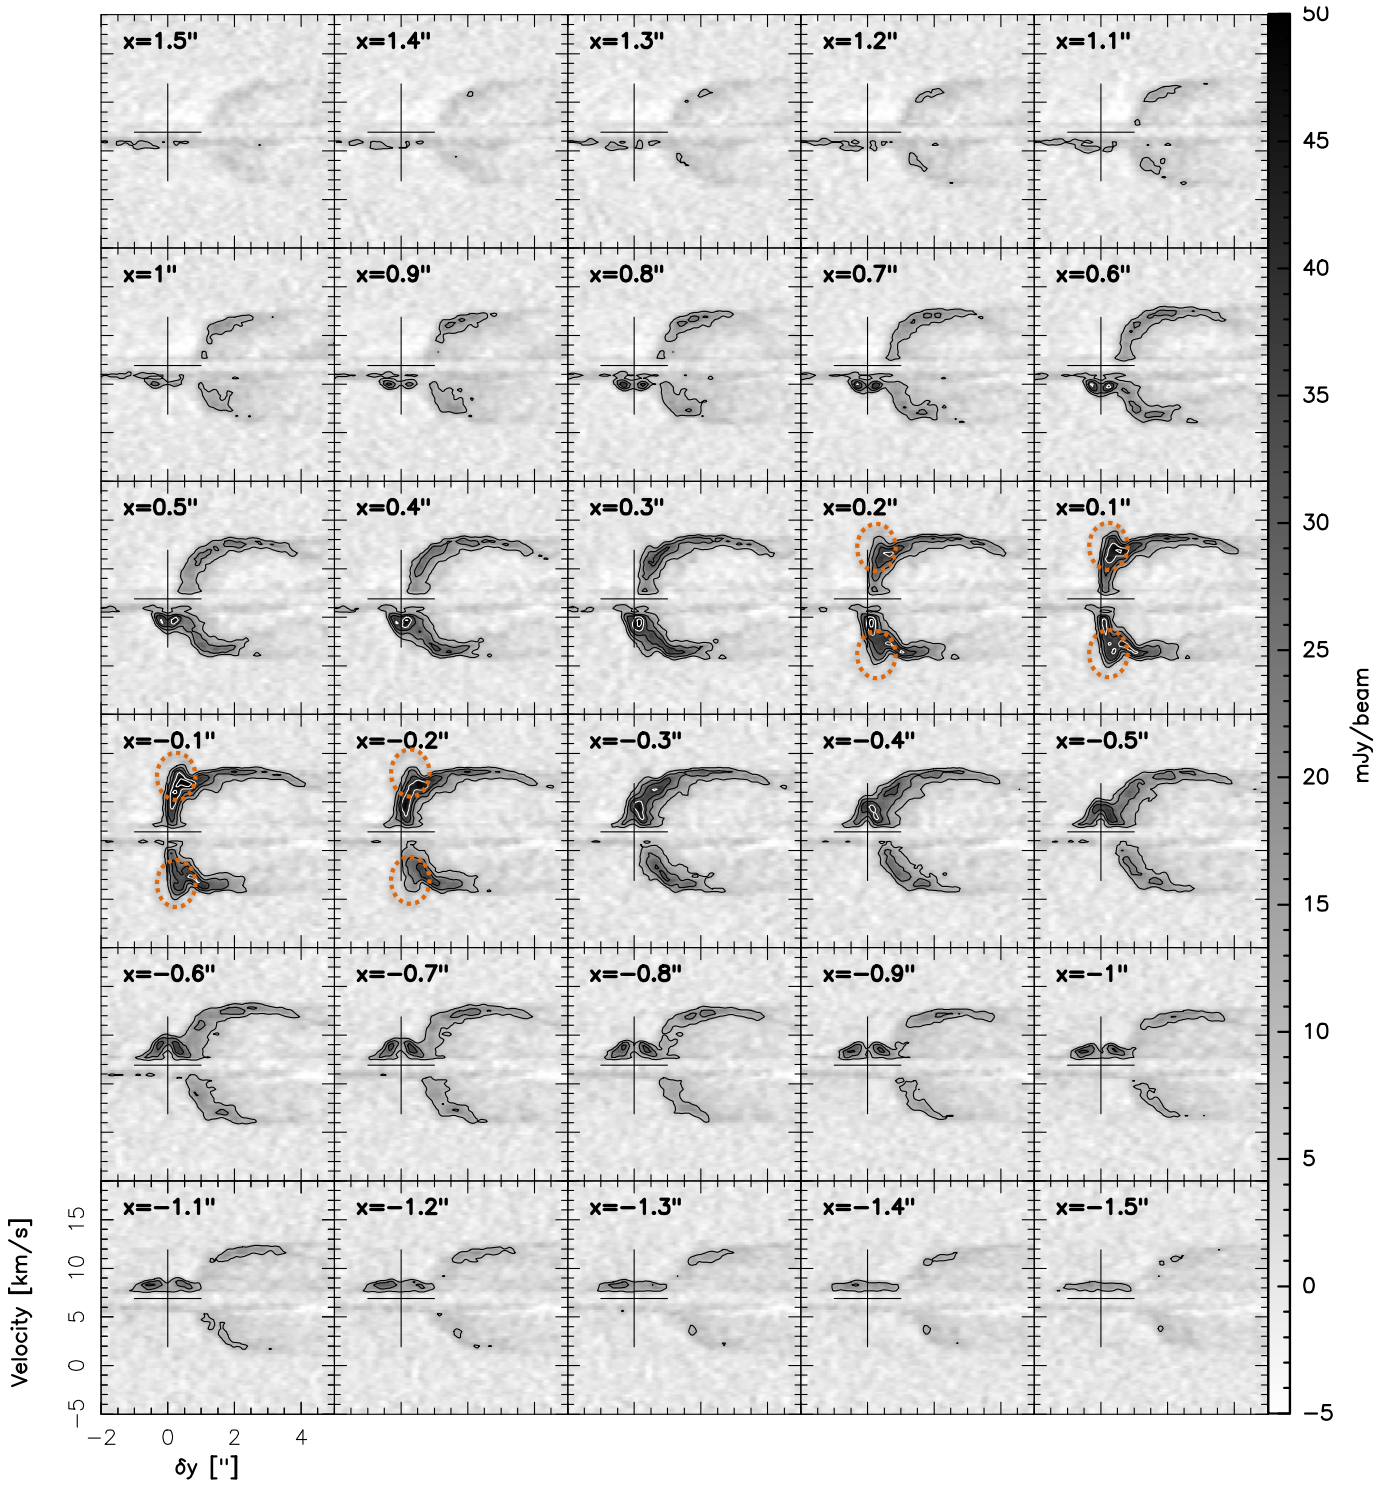 x=1.5" x=1.4" x=1.3" x=1.2" x=1.1"
x=1" x=0.9" x=0.8" x=0.7" x=0.6"
x=0.5" x=0.4" x=0.3" x=0.2" x=0.1"
x=−0.1" x=−0.2" x=−0.3" x=−0.4" x=−0.5"
x=−0.6" x=−0.7" x=−0.8" x=−0.9" x=−1"
x=−1.1" x=−1.2" x=−1.3" x=−1.4" x=−1.5"
Velocity [km/s]
15
10
5
0
−5
−2 0 2 4
δy ["]
50
45
40
35
30
25
20
15
10
5
0
−5
mJy/beam